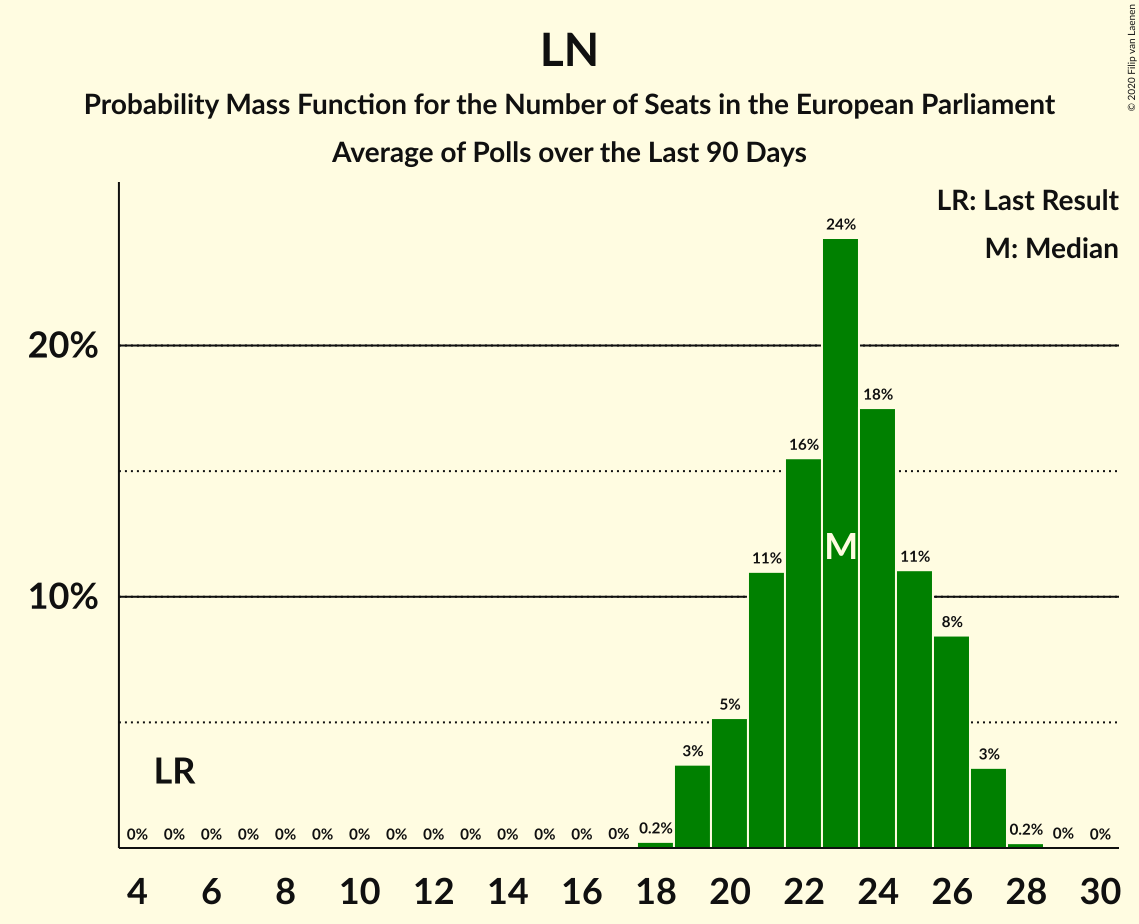 LN
Probability Mass Function for the Number of Seats in the European Parliament
Average of Polls over the Last 90 Days
© 2020 Filip van Laenen
LR: Last Result
M: Median
24%
20%
18%
16%
M
11%
11%
10%
8%
5%
3%
3%
LR
0% 0% 0% 0% 0% 0% 0% 0% 0% 0% 0% 0% 0% 0% 0.2% 0.2% 0% 0%
4 6 8 10 12 14 16 18 20 22 24 26 28 30